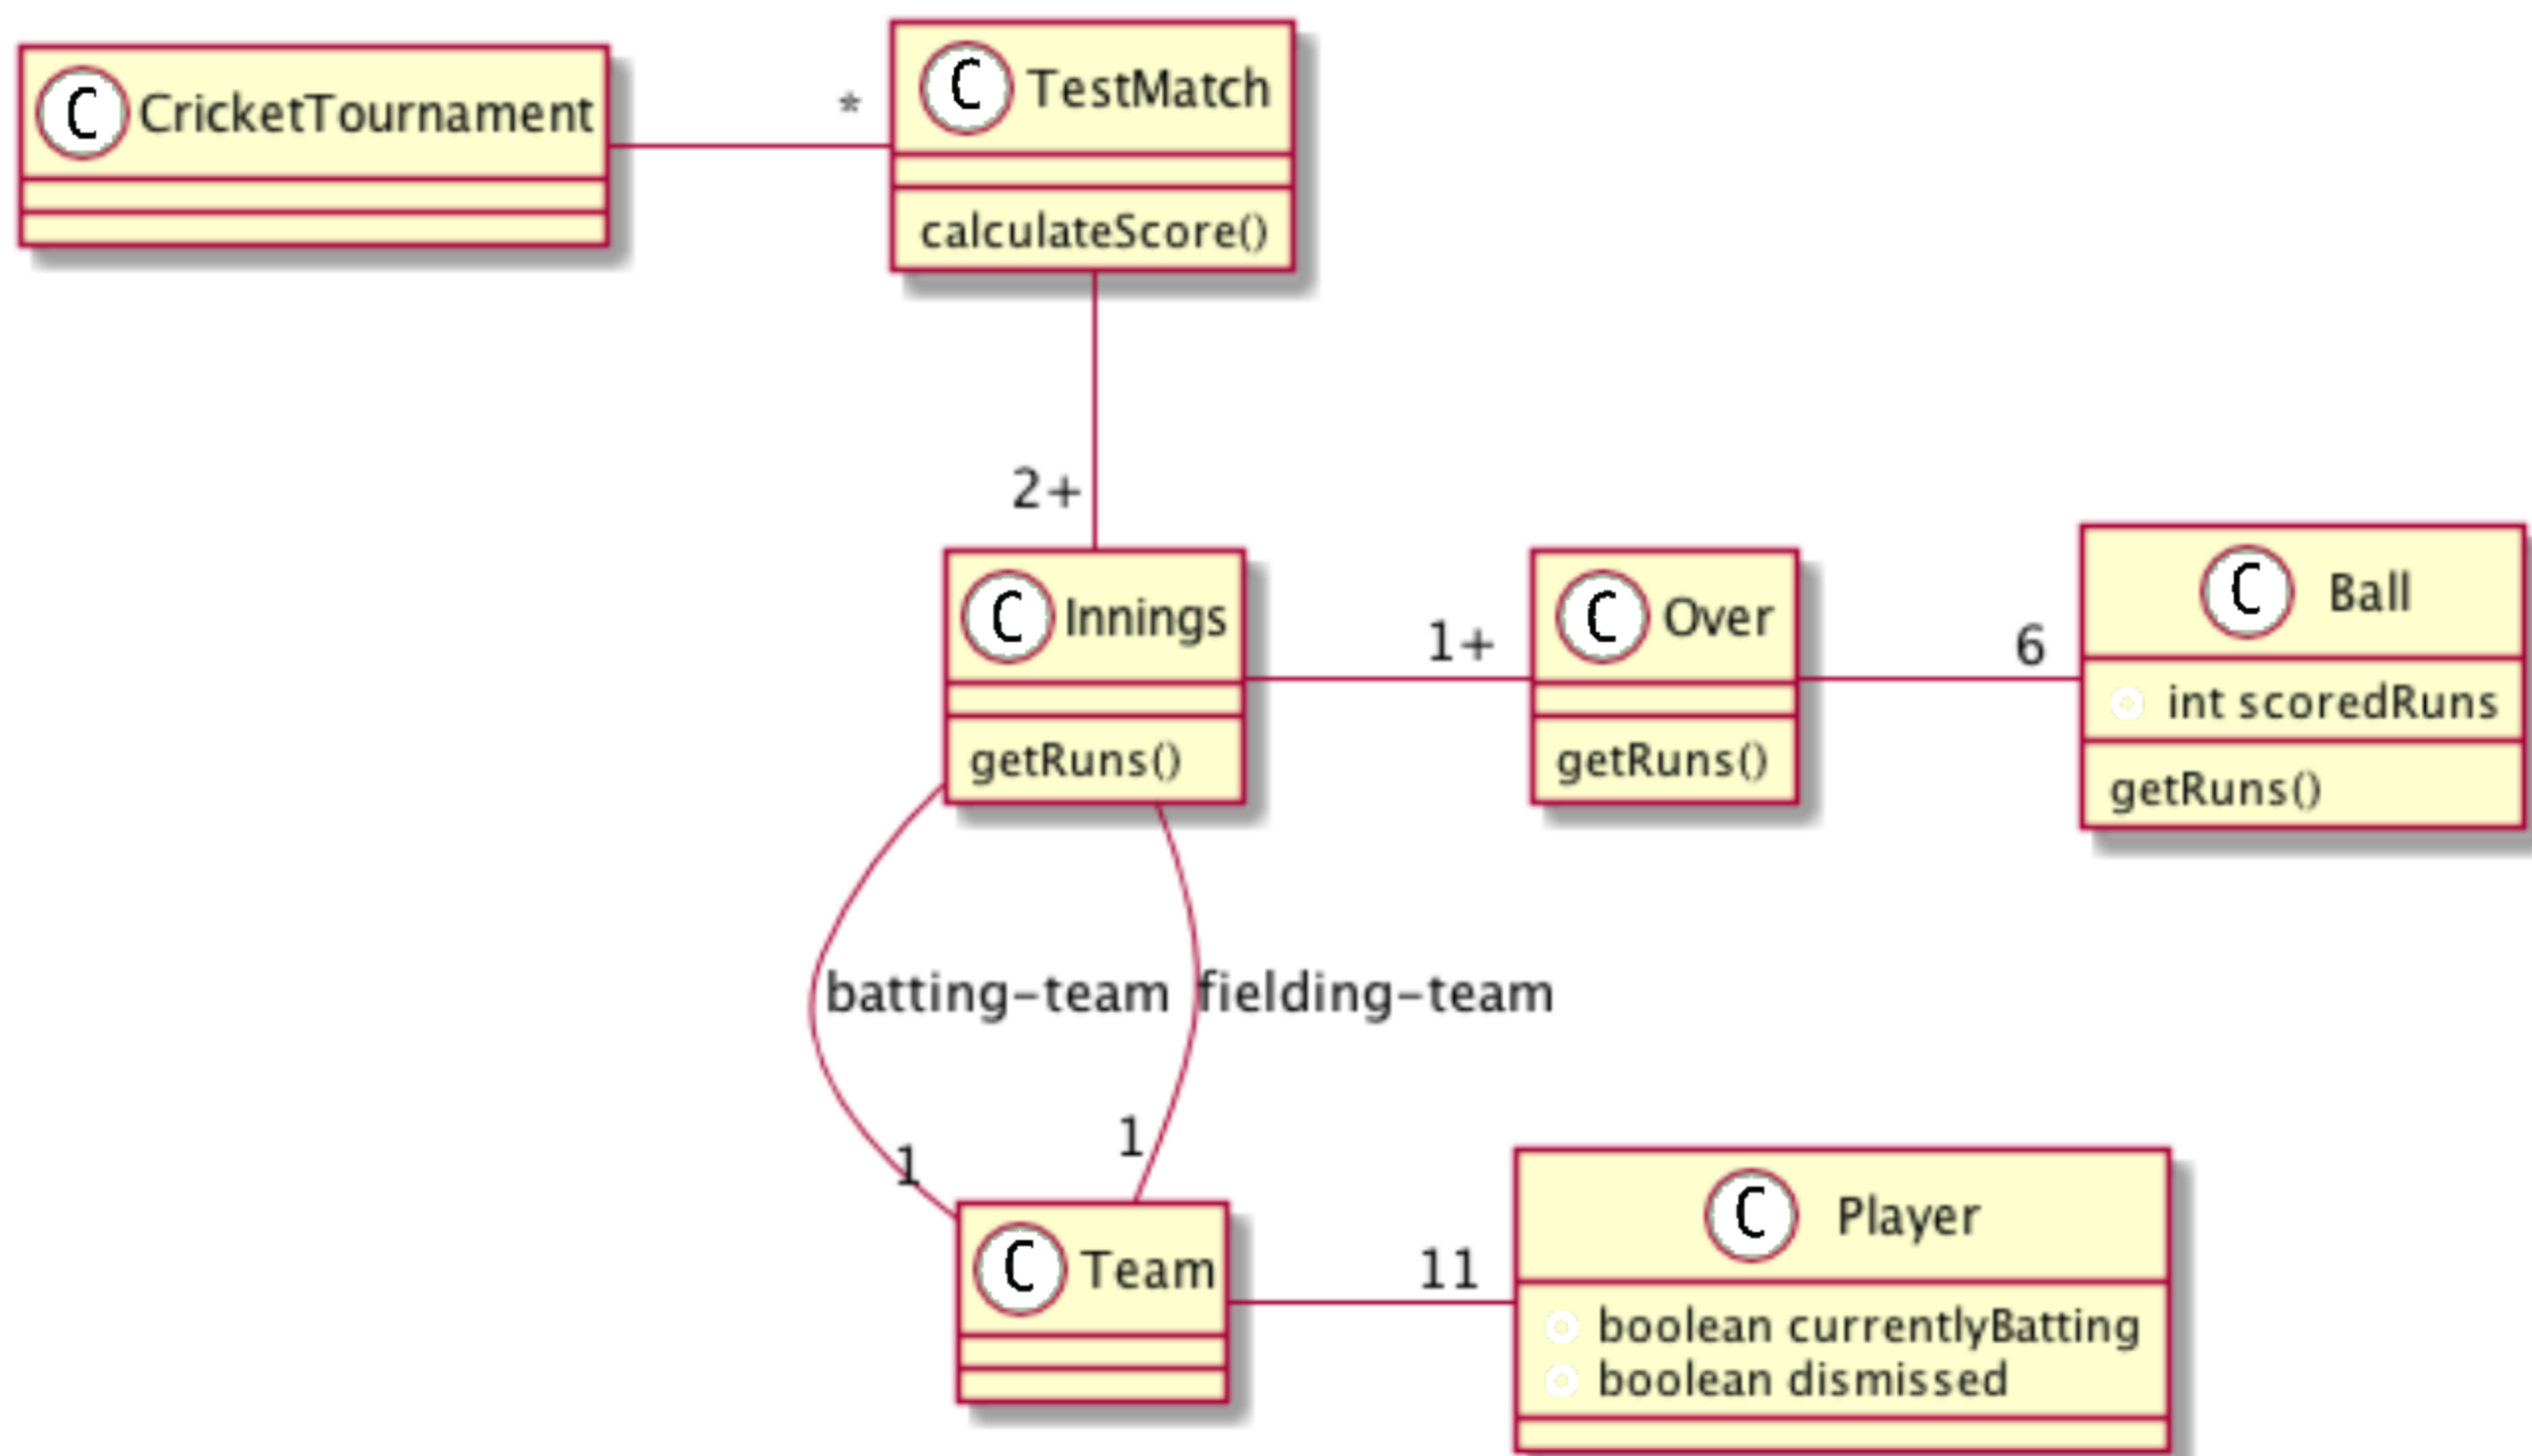 C CricketTournament
*
C TestMatch
calculateScore()
2+
C Innings
getRuns()
1+
C Over
getRuns()
6
C Ball
int scoredRuns
getRuns()
batting-team
fielding-team
1
1
C Team
11
C Player
boolean currentlyBatting
boolean dismissed